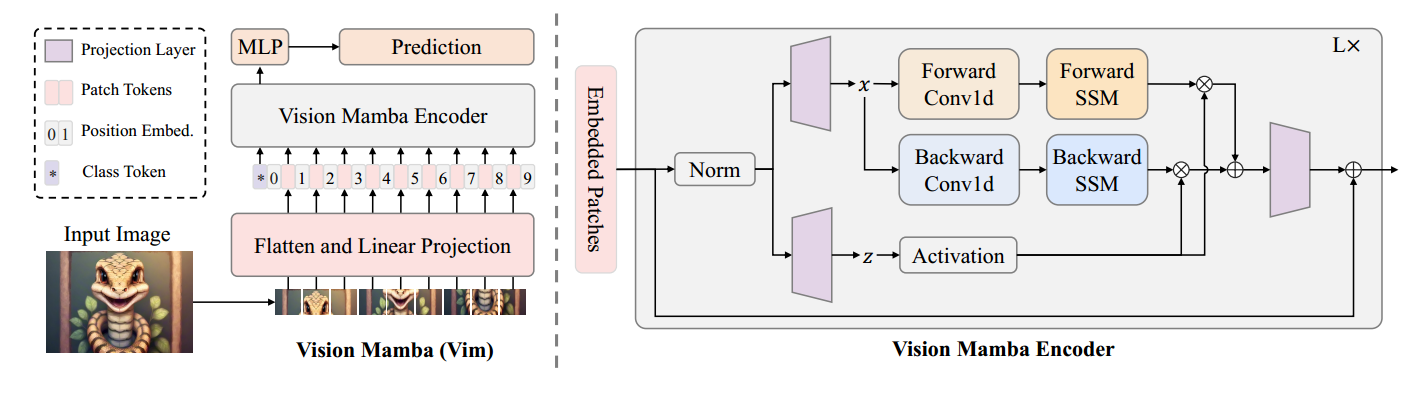 Projection Layer
Patch Tokens
0 1 Position Embed.
* Class Token
Input Image
MLP
Prediction
Vision Mamba Encoder
* 0 1 2 3 4 5 6 7 8 9
Flatten and Linear Projection
Vision Mamba (Vim)
Embedded Patches
L×
Norm
x
Forward
Conv1d
Forward
SSM
Backward
Conv1d
Backward
SSM
z
Activation
Vision Mamba Encoder